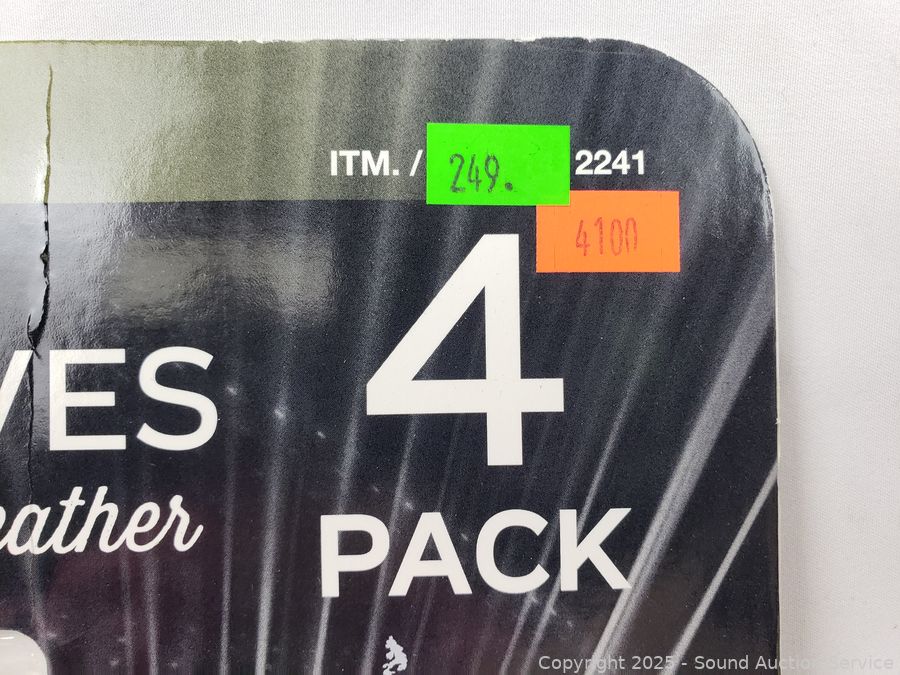 ITM. / 249. 2241
4100
4
VES
eather
PACK
Copyright 2025 - Sound Auction Service